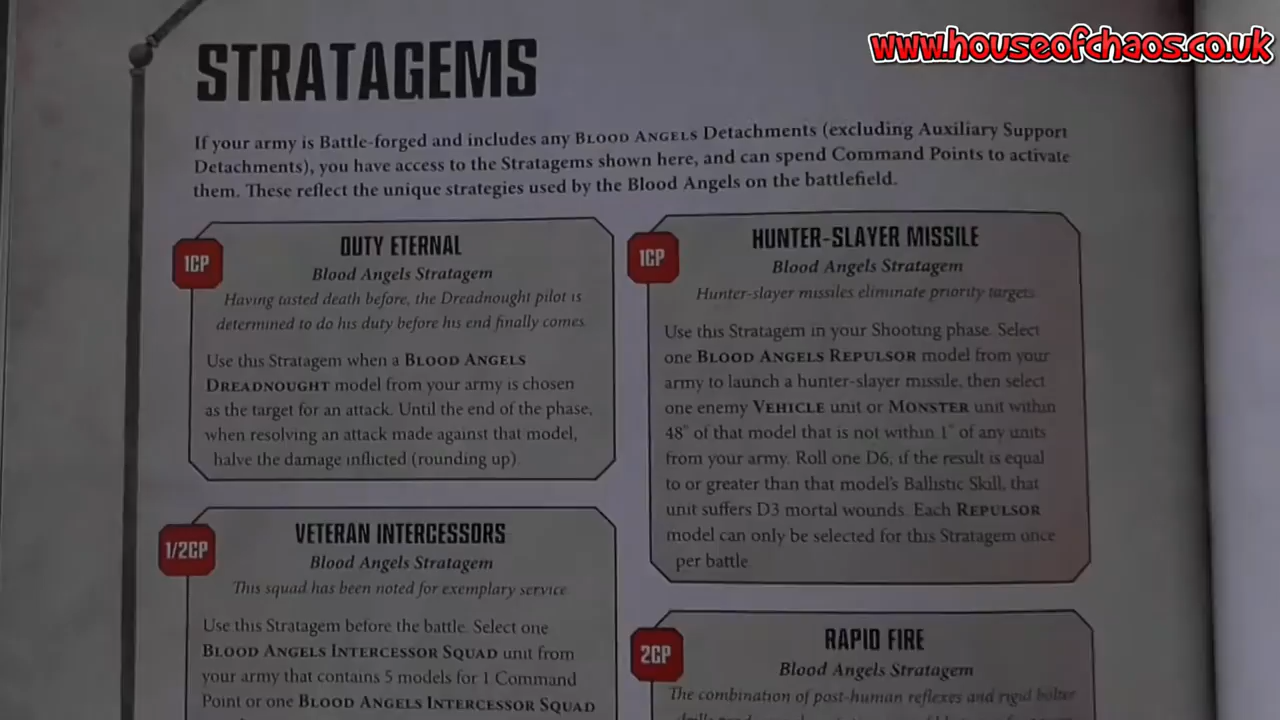 www.houseofchaos.co.uk
STRATAGEMS
If your army is Battle-forged and includes any BLOOD ANGELS Detachments (excluding Auxiliary Support
Detachments), you have access to the Stratagems shown here, and can spend Command Points to activate
them. These reflect the unique strategies used by the Blood Angels on the battlefield.
1CP
DUTY ETERNAL
Blood Angels Stratagem
Having tasted death before, the Dreadnought pilot is
determined to do his duty before his end finally comes.
Use this Stratagem when a BLOOD ANGELS
DREADNOUGHT model from your army is chosen
as the target for an attack. Until the end of the phase,
when resolving an attack made against that model,
halve the damage inflicted (rounding up).
1/2CP
VETERAN INTERCESSORS
Blood Angels Stratagem
This squad has been noted for exemplary service
Use this Stratagem before the battle. Select one
BLOOD ANGELS INTERCESSOR SQUAD unit from
your army that contains 5 models for 1 Command
Point or one BLOOD ANGELS INTERCESSOR SQUAD
1CP
HUNTER-SLAYER MISSILE
Blood Angels Stratagem
Hunter-slayer missiles eliminate priority targets.
Use this Stratagem in your Shooting phase. Select
one BLOOD ANGELS REPULSOR model from your
army to launch a hunter-slayer missile, then select
one enemy VEHICLE unit or MONSTER unit within
48" of that model that is not within 1" of any units
from your army. Roll one D6, if the result is equal
to or greater than that model's Ballistic Skill, that
unit suffers D3 mortal wounds. Each REPULSOR
model can only be selected for this Stratagem once
per battle.
2CP
RAPID FIRE
Blood Angels Stratagem
The combination of post-human reflexes and rigid bolter